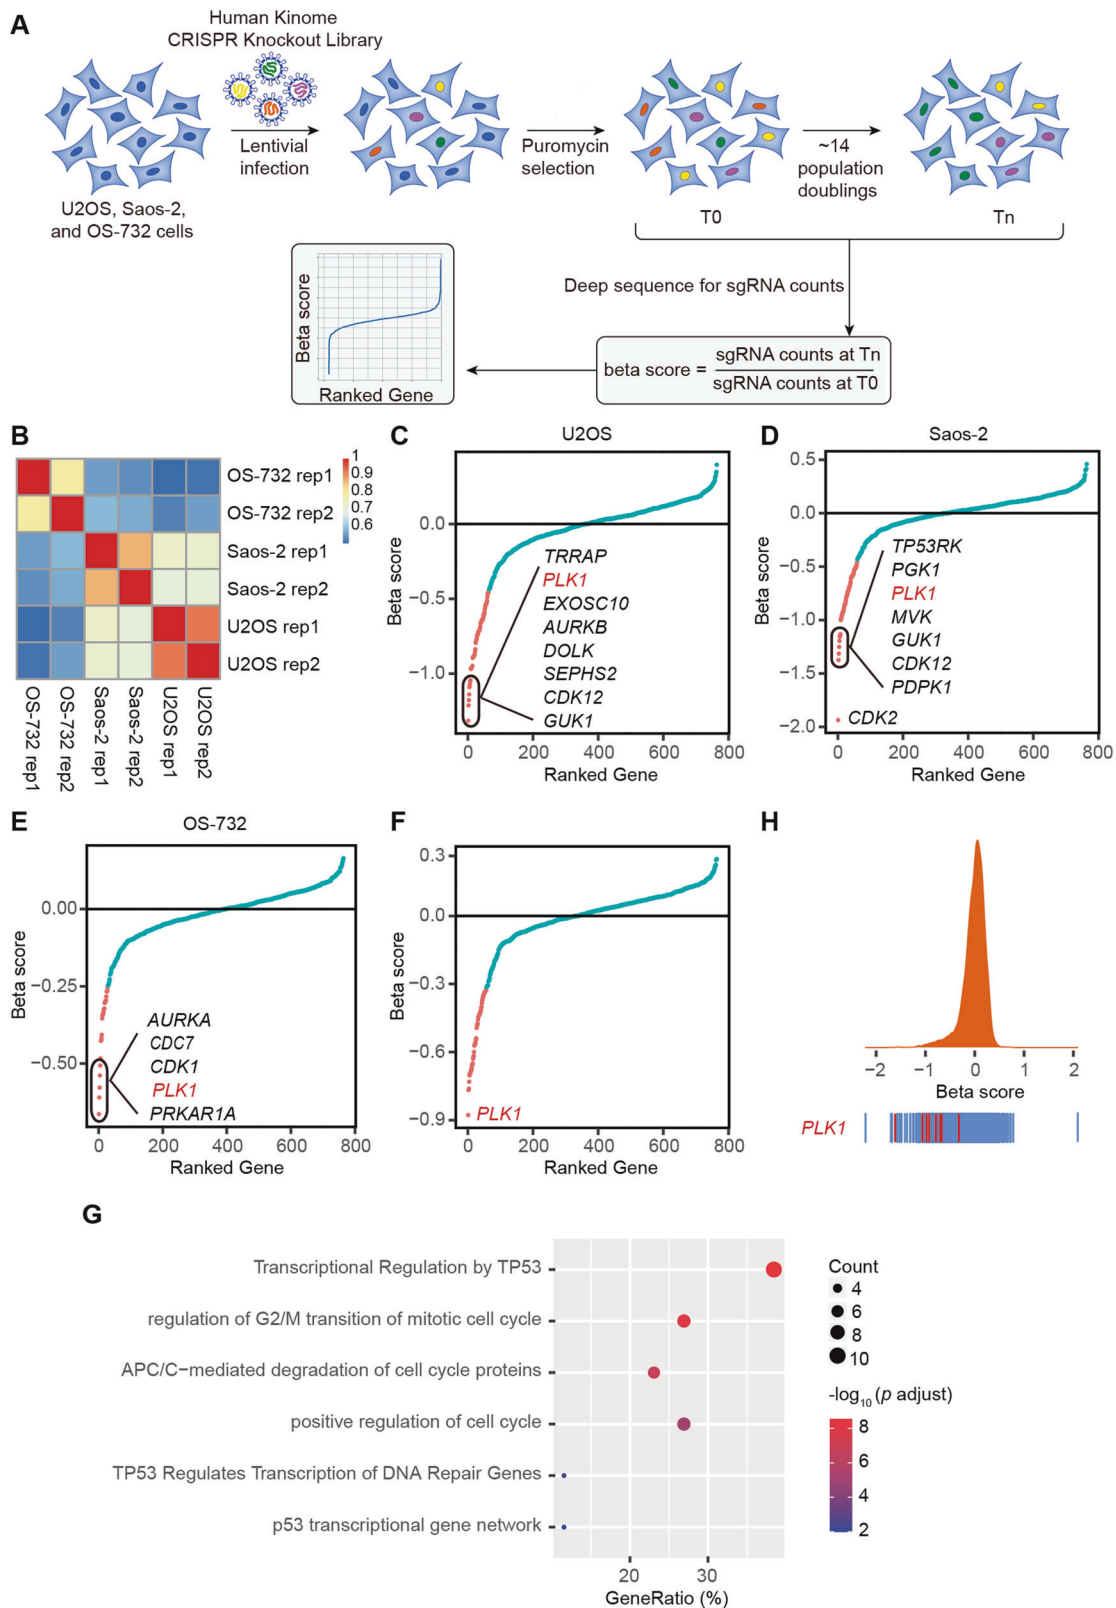 A
Human Kinome
CRISPR Knockout Library
Lentivial
infection
Puromycin
selection
~14
population
doublings
U2OS, Saos-2,
and OS-732 cells
T0
Tn
Deep sequence for sgRNA counts
beta score =
sgRNA counts at Tn
sgRNA counts at T0
Beta score
Ranked Gene
B
1
0.9
0.8
0.7
0.6
OS-732 rep1
OS-732 rep2
Saos-2 rep1
Saos-2 rep2
U2OS rep1
U2OS rep2
OS-732 rep1
OS-732 rep2
Saos-2 rep1
Saos-2 rep2
U2OS rep1
U2OS rep2
C
U2OS
Beta score
0.0
−0.5
−1.0
TRRAP
PLK1
EXOSC10
AURKB
DOLK
SEPHS2
CDK12
GUK1
0 200 400 600 800
Ranked Gene
D
Saos-2
Beta score
0.5
0.0
−0.5
−1.0
−1.5
−2.0
TP53RK
PGK1
PLK1
MVK
GUK1
CDK12
PDPK1
CDK2
0 200 400 600 800
Ranked Gene
E
OS-732
Beta score
0.00
−0.25
−0.50
AURKA
CDC7
CDK1
PLK1
PRKAR1A
0 200 400 600 800
Ranked Gene
F
Beta score
0.3
0.0
−0.3
−0.6
−0.9
PLK1
0 200 400 600 800
Ranked Gene
H
−2 −1 0 1 2
Beta score
PLK1
G
Transcriptional Regulation by TP53
regulation of G2/M transition of mitotic cell cycle
APC/C−mediated degradation of cell cycle proteins
positive regulation of cell cycle
TP53 Regulates Transcription of DNA Repair Genes
p53 transcriptional gene network
20 30
GeneRatio (%)
Count
4
6
8
10
-log10 (p adjust)
8
6
4
2